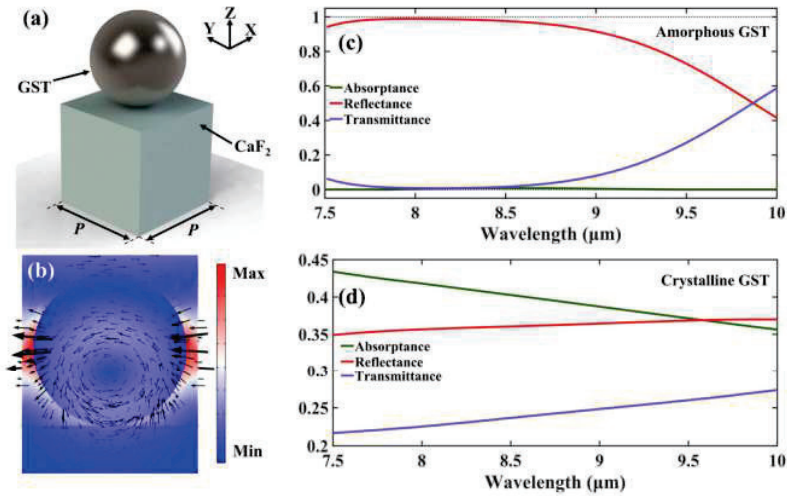 (a)
Z
Y
X
GST
CaF2
P
P
(b)
Max
Min
(c)
Amorphous GST
Absorptance
Reflectance
Transmittance
1
0.8
0.6
0.4
0.2
0
7.5
8
8.5
9
9.5
10
Wavelength (μm)
(d)
Crystalline GST
Absorptance
Reflectance
Transmittance
0.45
0.4
0.35
0.3
0.25
0.2
7.5
8
8.5
9
9.5
10
Wavelength (μm)